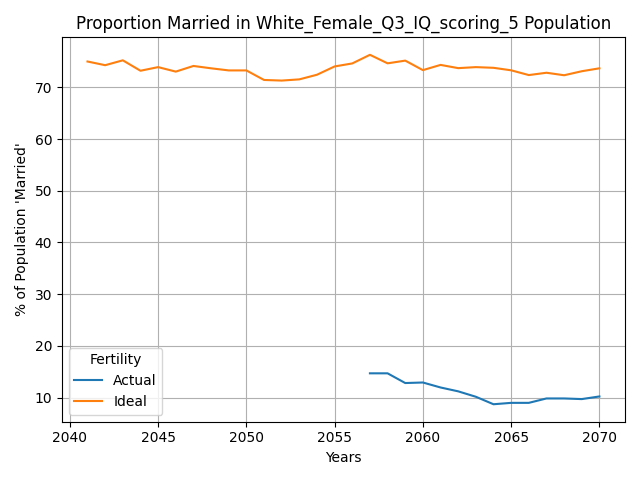 Proportion Married in White_Female_Q3_IQ_scoring_5 Population
% of Population 'Married'
70
60
50
40
30
20
10
Fertility
Actual
Ideal
2040 2045 2050 2055 2060 2065 2070
Years